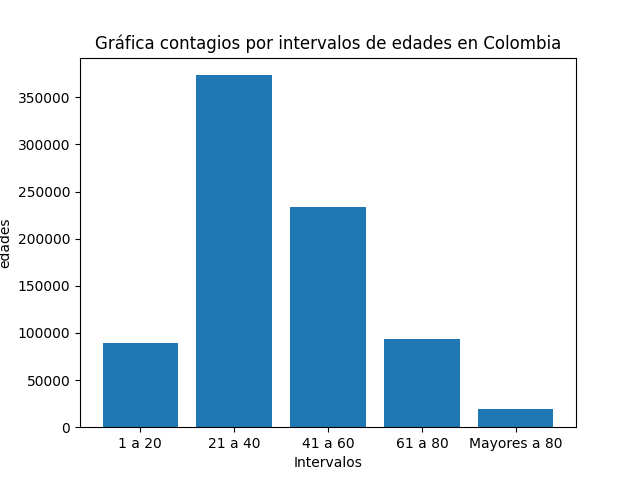 Gráfica contagios por intervalos de edades en Colombia
350000
300000
250000
200000
150000
100000
50000
0
edades
1 a 20 21 a 40 41 a 60 61 a 80 Mayores a 80
Intervalos